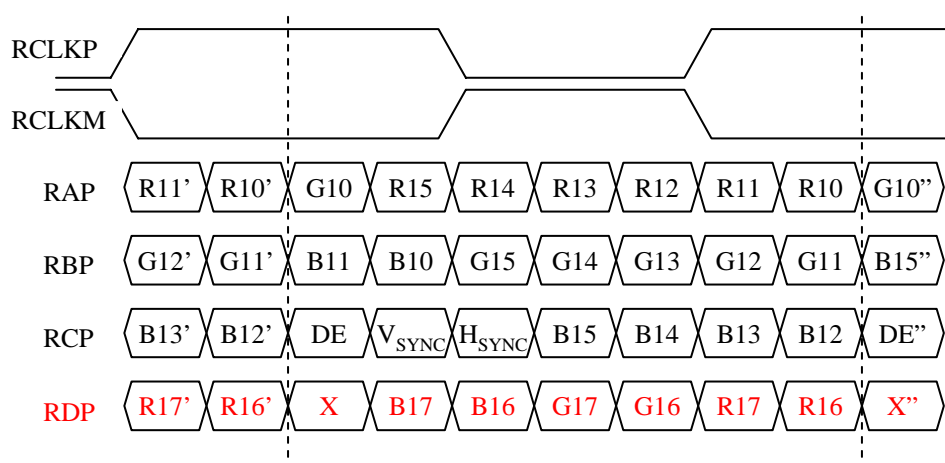 RCLKP
RCLKM
RAP R11’ R10’ G10 R15 R14 R13 R12 R11 R10 G10”
RBP G12’ G11’ B11 B10 G15 G14 G13 G12 G11 B15”
RCP B13’ B12’ DE VSYNC HSYNC B15 B14 B13 B12 DE”
RDP R17’ R16’ X B17 B16 G17 G16 R17 R16 X”